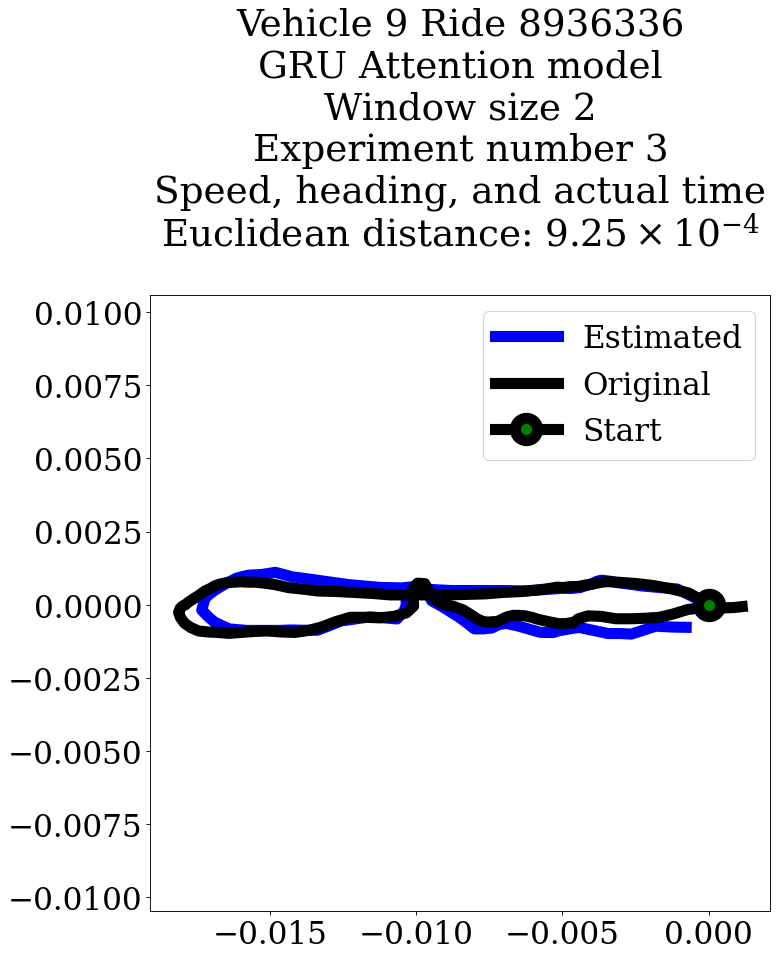 Vehicle 9 Ride 8936336
GRU Attention model
Window size 2
Experiment number 3
Speed, heading, and actual time
Euclidean distance: 9.25 × 10⁻⁴
Estimated
Original
Start
0.0100
0.0075
0.0050
0.0025
0.0000
−0.0025
−0.0050
−0.0075
−0.0100
−0.015 −0.010 −0.005 0.000